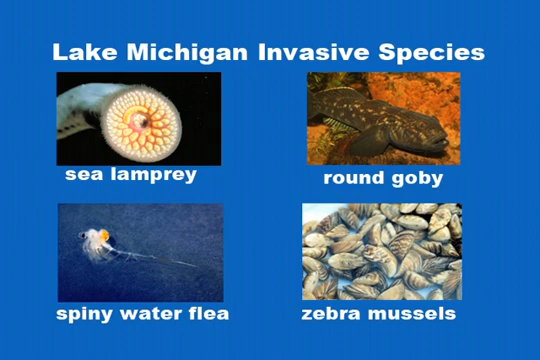 Lake Michigan Invasive Species
sea lamprey
round goby
spiny water flea
zebra mussels